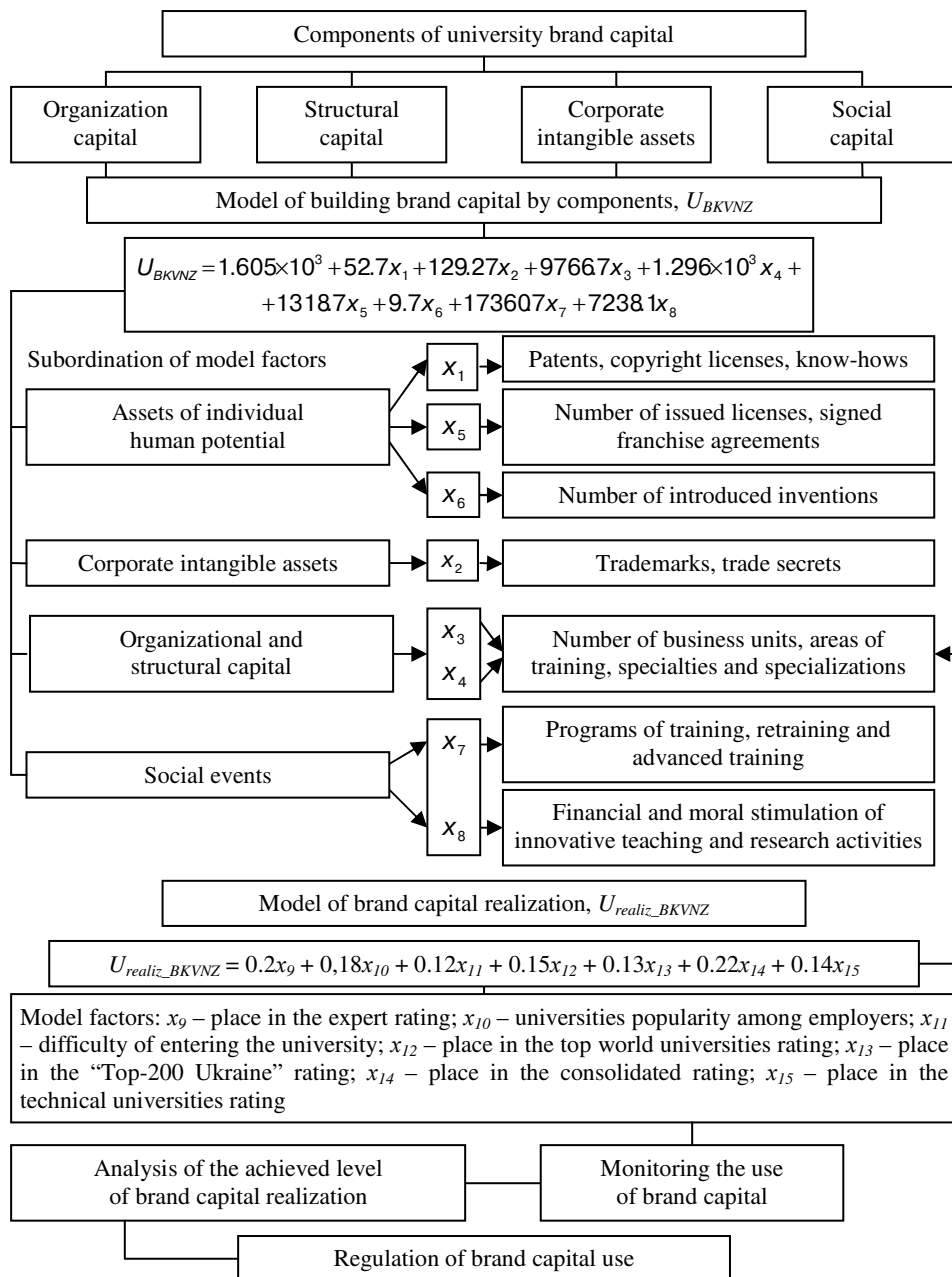 Components of university brand capital
Organization
capital
Structural
capital
Corporate
intangible assets
Social
capital
Model of building brand capital by components, U_BKVNZ
U_BKVNZ = 1.605×10³ + 52.7x₁ + 129.27x₂ + 9766.7x₃ + 1.296×10³x₄ +
+1318.7x₅ + 9.7x₆ + 17360.7x₇ + 7238.1x₈
Subordination of model factors
Assets of individual
human potential
x₁
Patents, copyright licenses, know-hows
x₅
Number of issued licenses, signed
franchise agreements
x₆
Number of introduced inventions
Corporate intangible assets
x₂
Trademarks, trade secrets
Organizational and
structural capital
x₃
x₄
Number of business units, areas of
training, specialties and specializations
Social events
x₇
Programs of training, retraining and
advanced training
x₈
Financial and moral stimulation of
innovative teaching and research activities
Model of brand capital realization, U_realiz_BKVNZ
U_realiz_BKVNZ = 0.2x₉ + 0,18x₁₀ + 0.12x₁₁ + 0.15x₁₂ + 0.13x₁₃ + 0.22x₁₄ + 0.14x₁₅
Model factors: x₉ – place in the expert rating; x₁₀ – universities popularity among employers; x₁₁
– difficulty of entering the university; x₁₂ – place in the top world universities rating; x₁₃ – place
in the “Top-200 Ukraine” rating; x₁₄ – place in the consolidated rating; x₁₅ – place in the
technical universities rating
Analysis of the achieved level
of brand capital realization
Monitoring the use
of brand capital
Regulation of brand capital use